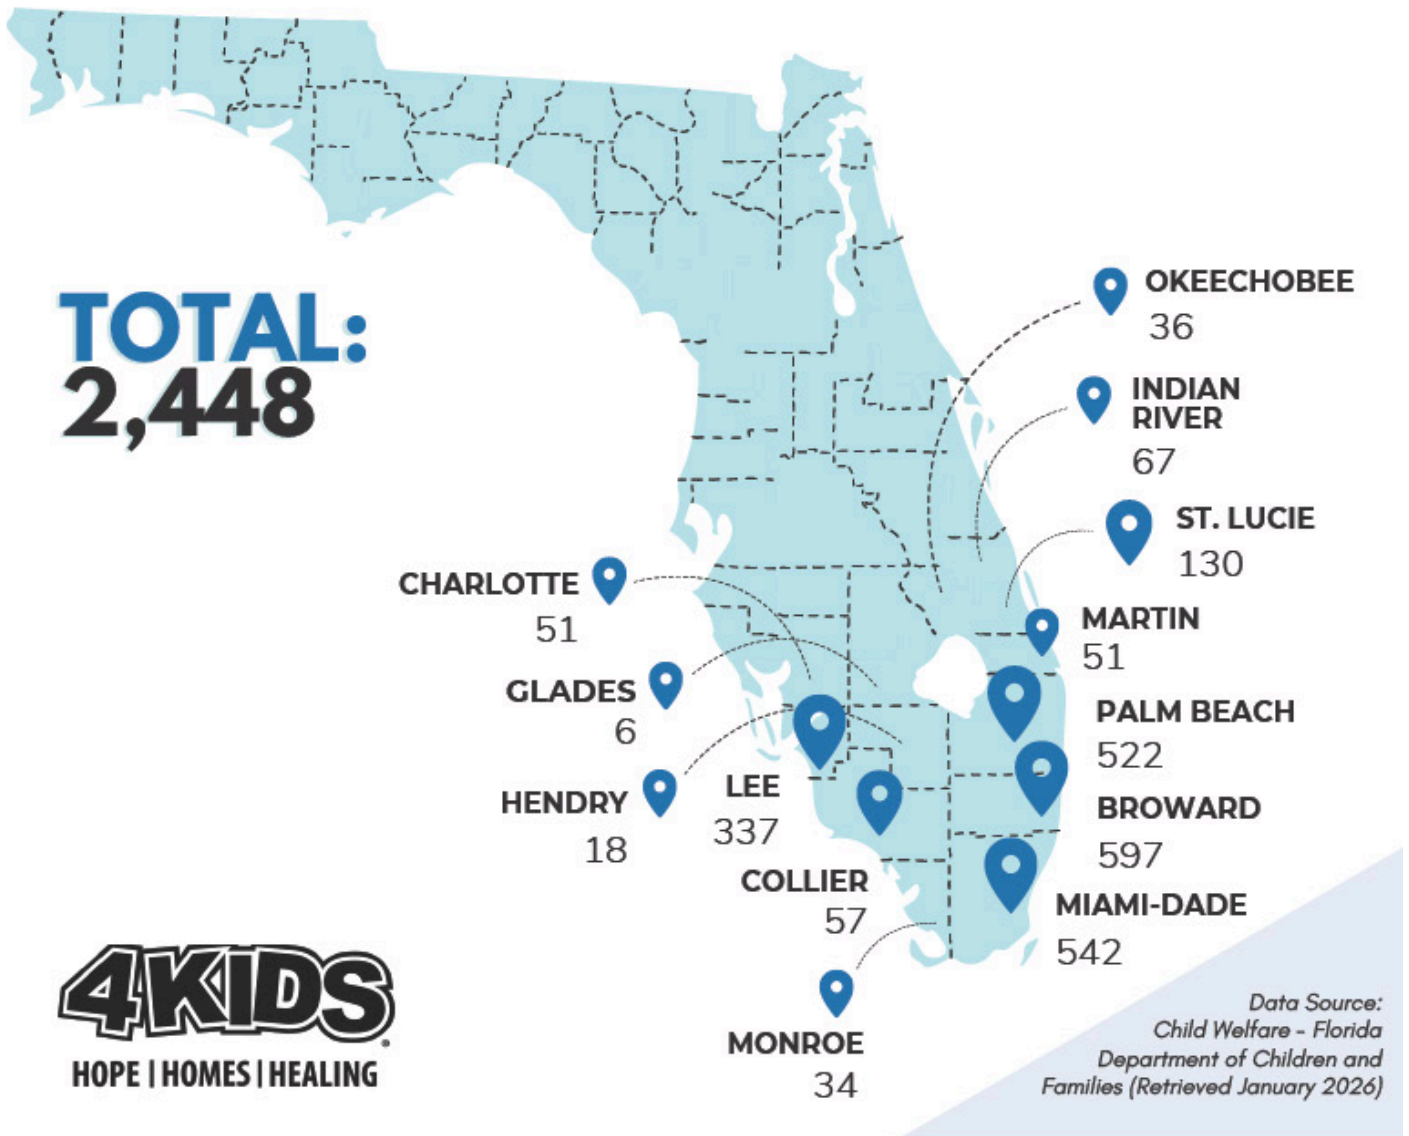 TOTAL:
2,448
OKEECHOBEE
36
INDIAN
RIVER
67
ST. LUCIE
130
CHARLOTTE
51
MARTIN
51
GLADES
6
PALM BEACH
522
HENDRY
18
LEE
337
BROWARD
597
COLLIER
57
MIAMI-DADE
542
MONROE
34
4KIDS®
HOPE | HOMES | HEALING
Data Source:
Child Welfare - Florida
Department of Children and
Families (Retrieved January 2026)